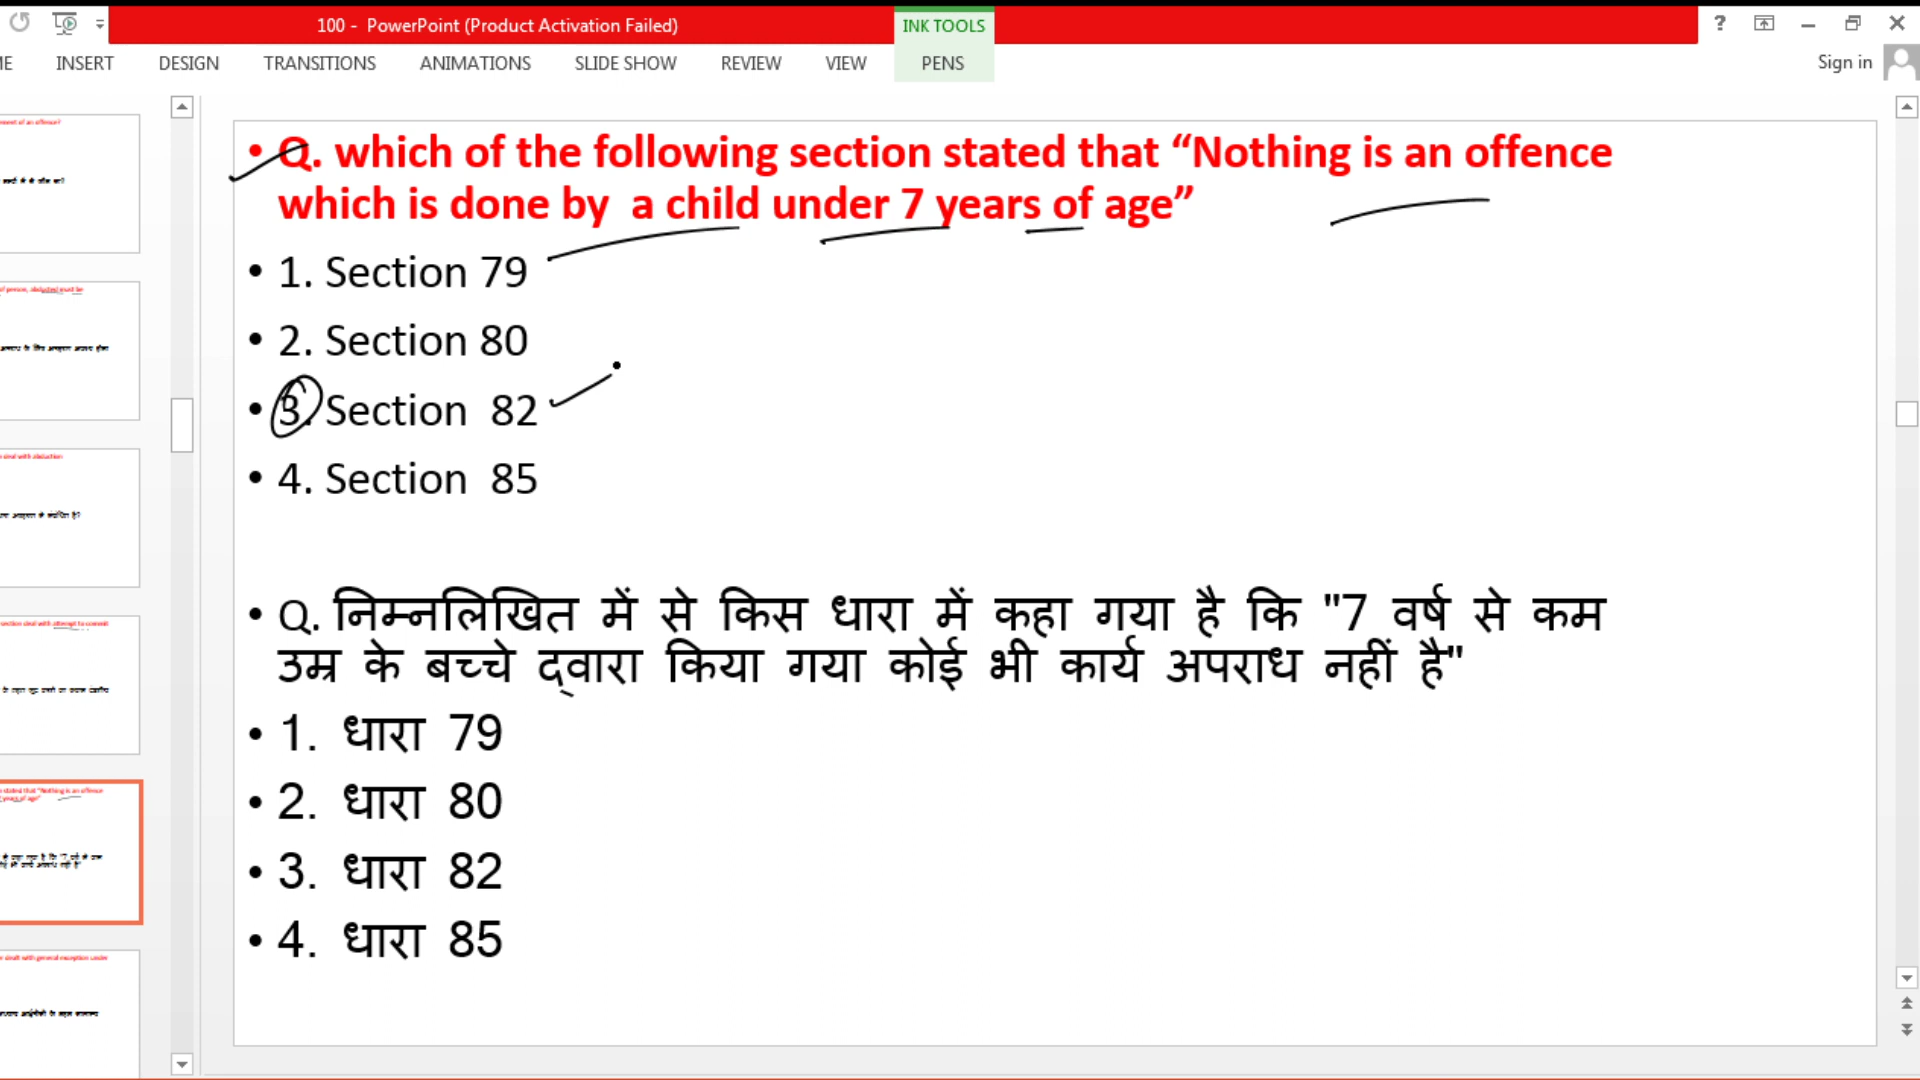 100 - PowerPoint (Product Activation Failed)
INK TOOLS
?
INSERT DESIGN TRANSITIONS ANIMATIONS SLIDE SHOW REVIEW VIEW PENS
Sign in
• Q. which of the following section stated that “Nothing is an offence
which is done by a child under 7 years of age”
• 1. Section 79
• 2. Section 80
• 3. Section 82
• 4. Section 85
• Q. निम्नलिखित में से किस धारा में कहा गया है कि "7 वर्ष से कम
उम्र के बच्चे द्वारा किया गया कोई भी कार्य अपराध नहीं है"
• 1. धारा 79
• 2. धारा 80
• 3. धारा 82
• 4. धारा 85